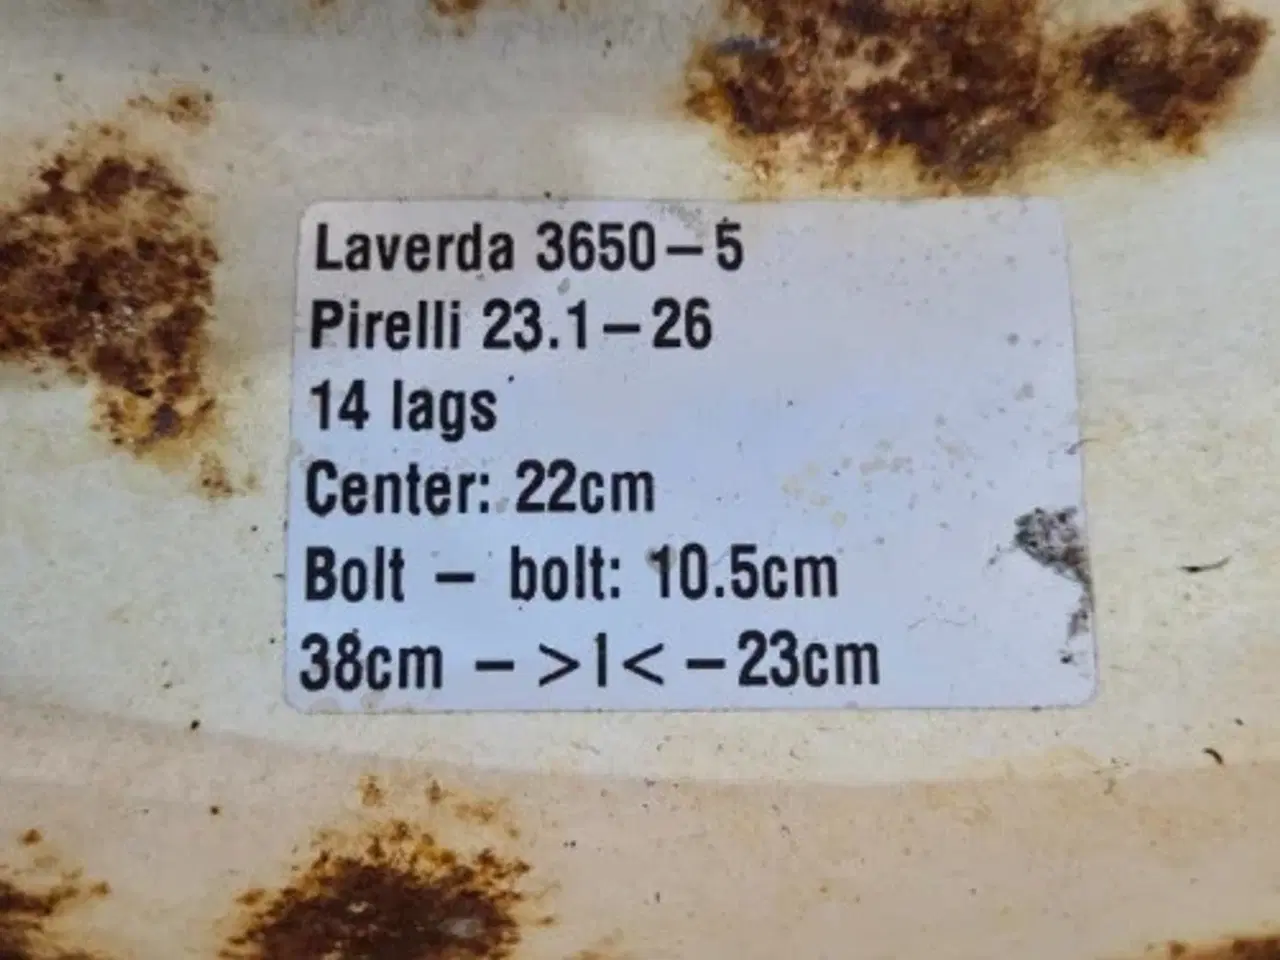 Laverda 3650-5
Pirelli 23.1-26
14 lags
Center: 22cm
Bolt - bolt: 10.5cm
38cm - >|< -23cm